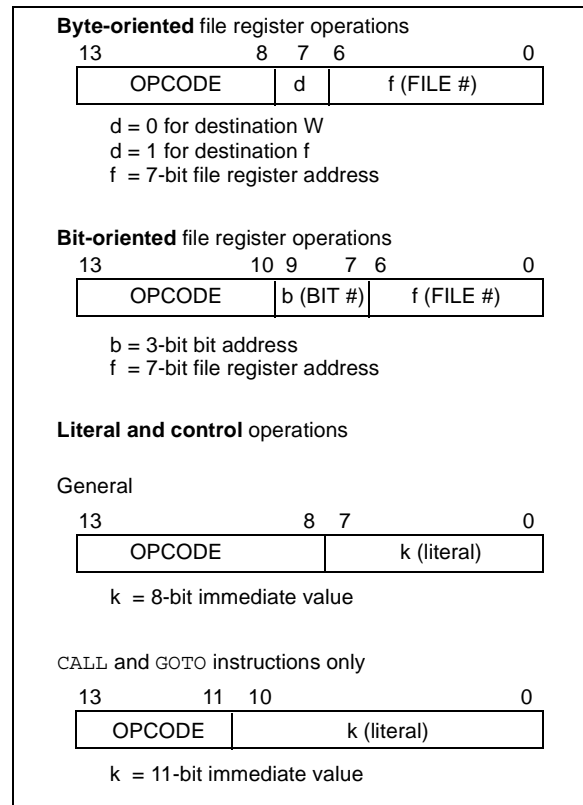 Byte-oriented file register operations
13 8 7 6 0
OPCODE d f (FILE #)
d = 0 for destination W
d = 1 for destination f
f = 7-bit file register address
Bit-oriented file register operations
13 10 9 7 6 0
OPCODE b (BIT #) f (FILE #)
b = 3-bit bit address
f = 7-bit file register address
Literal and control operations
General
13 8 7 0
OPCODE k (literal)
k = 8-bit immediate value
CALL and GOTO instructions only
13 11 10 0
OPCODE k (literal)
k = 11-bit immediate value